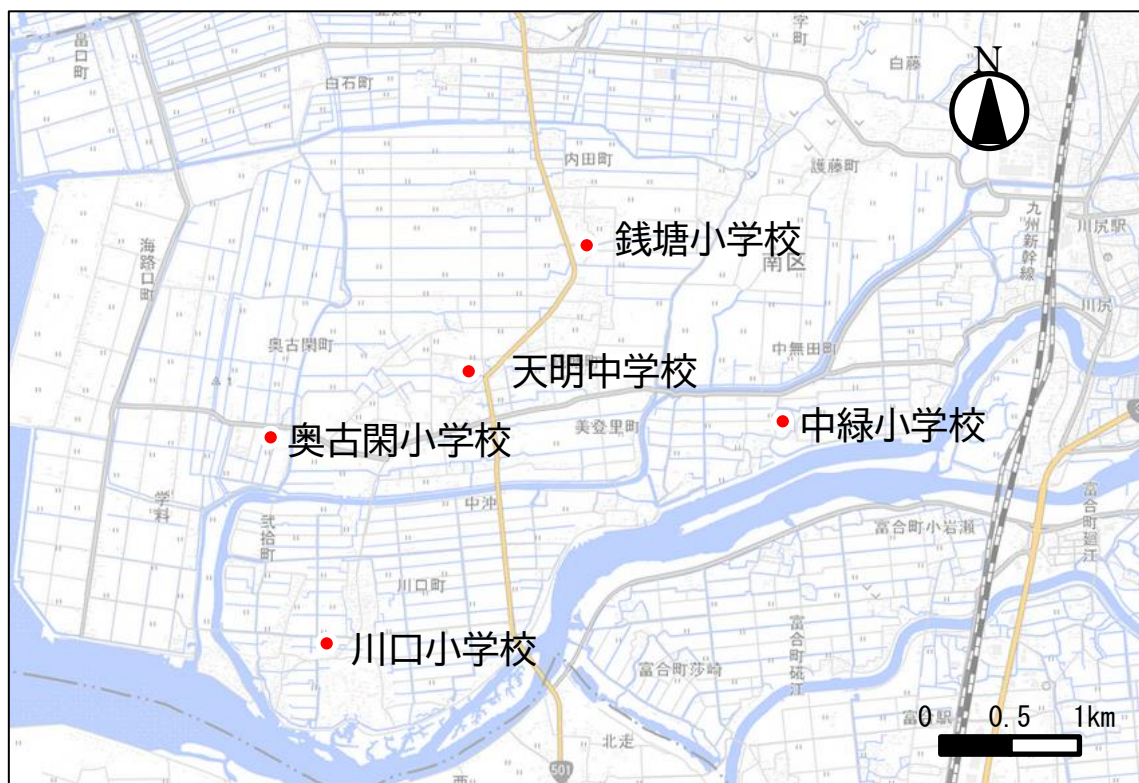 畠口町
白石町
字町
白藤
N
内田町
護藤町
九州新幹線
川尻駅
海路口町
銭塘小学校
南区
川尻
奥古閑町
天明中学校
中無田町
1
奥古閑小学校
美登里町
中緑小学校
学料
中沖
弐拾町
富合町小岩瀬
富合町廻江
川口町
川口小学校
富合町莎崎
富合町硴江
0 0.5 1km
北走
501